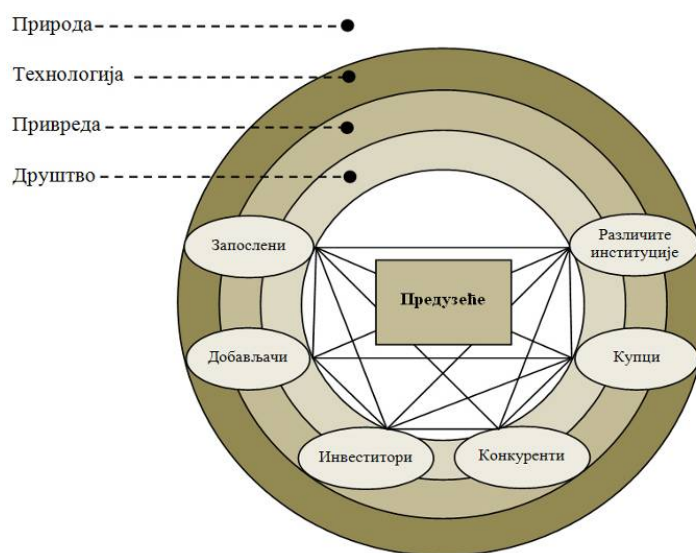 Природа
Технологија
Привреда
Друштво
Запослени
Различите
институције
Предузеће
Добављачи
Купци
Инвеститори
Конкуренти